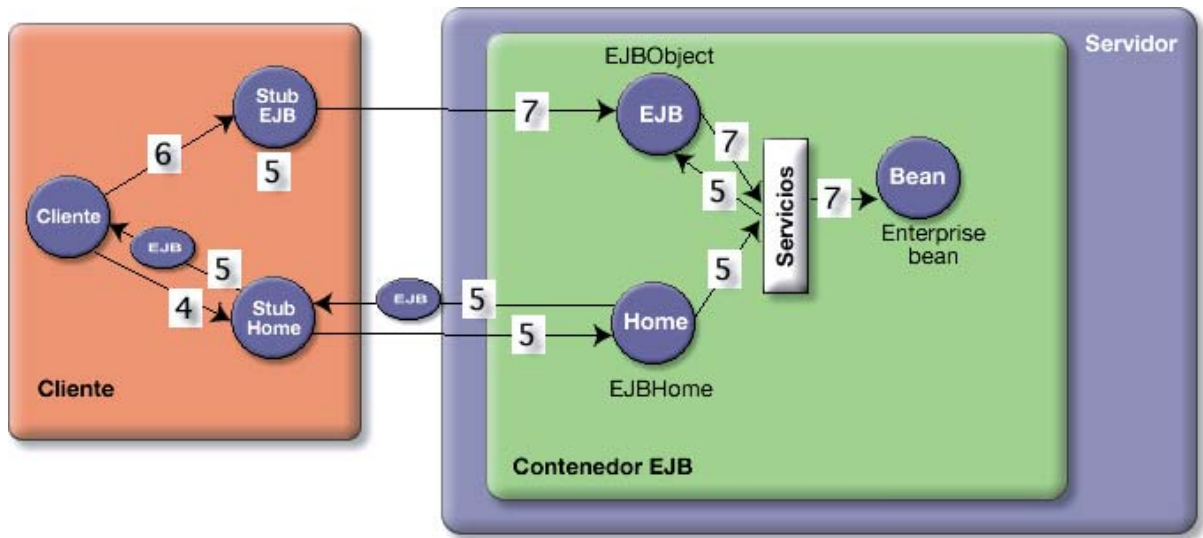 Servidor
EJBObject
Stub
EJB
7
EJB
6
5
7
5
Servicios
7
Bean
Enterprise
bean
Cliente
EJB
5
4
Stub
Home
EJB
5
5
Home
5
EJBHome
Cliente
Contenedor EJB